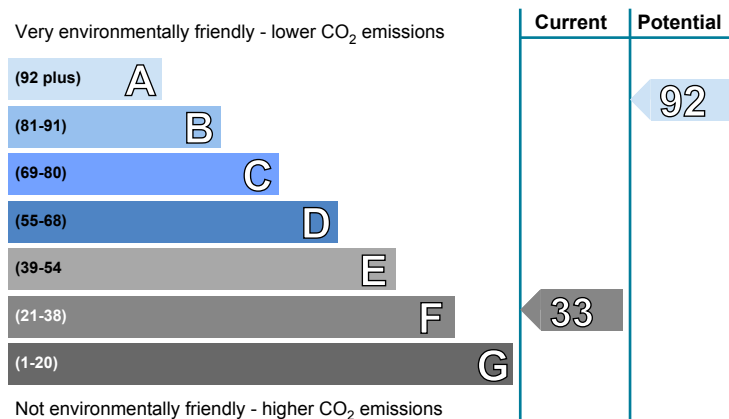 Very environmentally friendly - lower CO2 emissions
Current
Potential
(92 plus) A
(81-91) B
(69-80) C
(55-68) D
(39-54 E
(21-38) F
(1-20) G
92
33
Not environmentally friendly - higher CO2 emissions